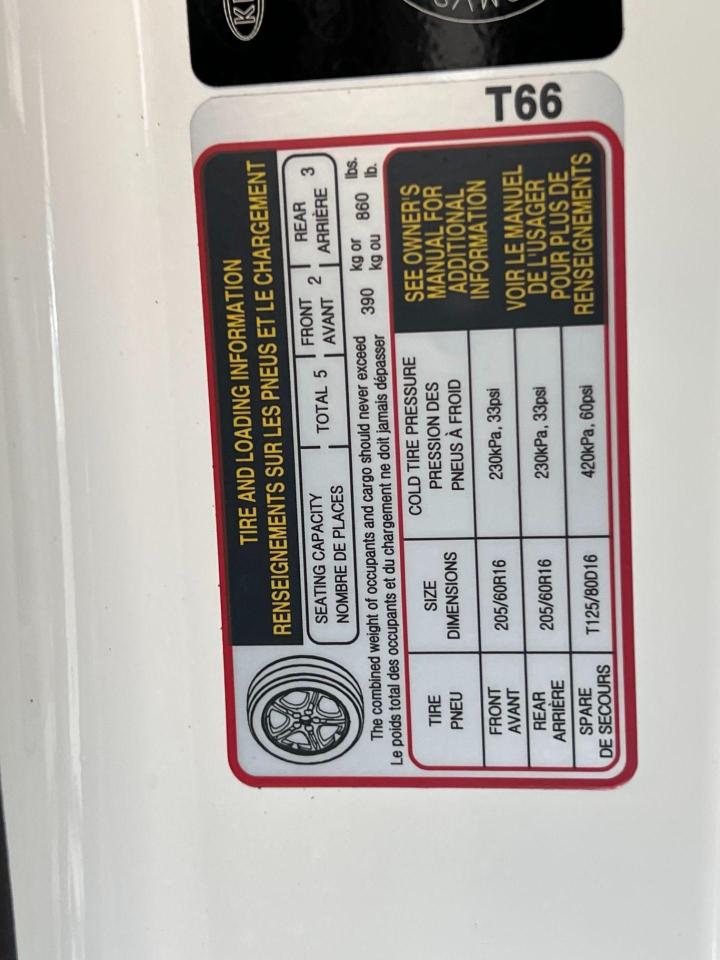 T66
TIRE AND LOADING INFORMATION
RENSEIGNEMENTS SUR LES PNEUS ET LE CHARGEMENT
SEATING CAPACITY TOTAL 5 FRONT 2 REAR 3
NOMBRE DE PLACES AVANT ARRIÈRE
The combined weight of occupants and cargo should never exceed 390 kg or 860 lbs.
Le poids total des occupants et du chargement ne doit jamais dépasser kg ou lb.
TIRE SIZE COLD TIRE PRESSURE
PNEU DIMENSIONS PRESSION DES
PNEUS À FROID
FRONT 205/60R16 230kPa, 33psi
AVANT
REAR 205/60R16 230kPa, 33psi
ARRIÈRE
SPARE T125/80D16 420kPa, 60psi
DE SECOURS
SEE OWNER'S
MANUAL FOR
ADDITIONAL
INFORMATION
VOIR LE MANUEL
DE L'USAGER
POUR PLUS DE
RENSEIGNEMENTS